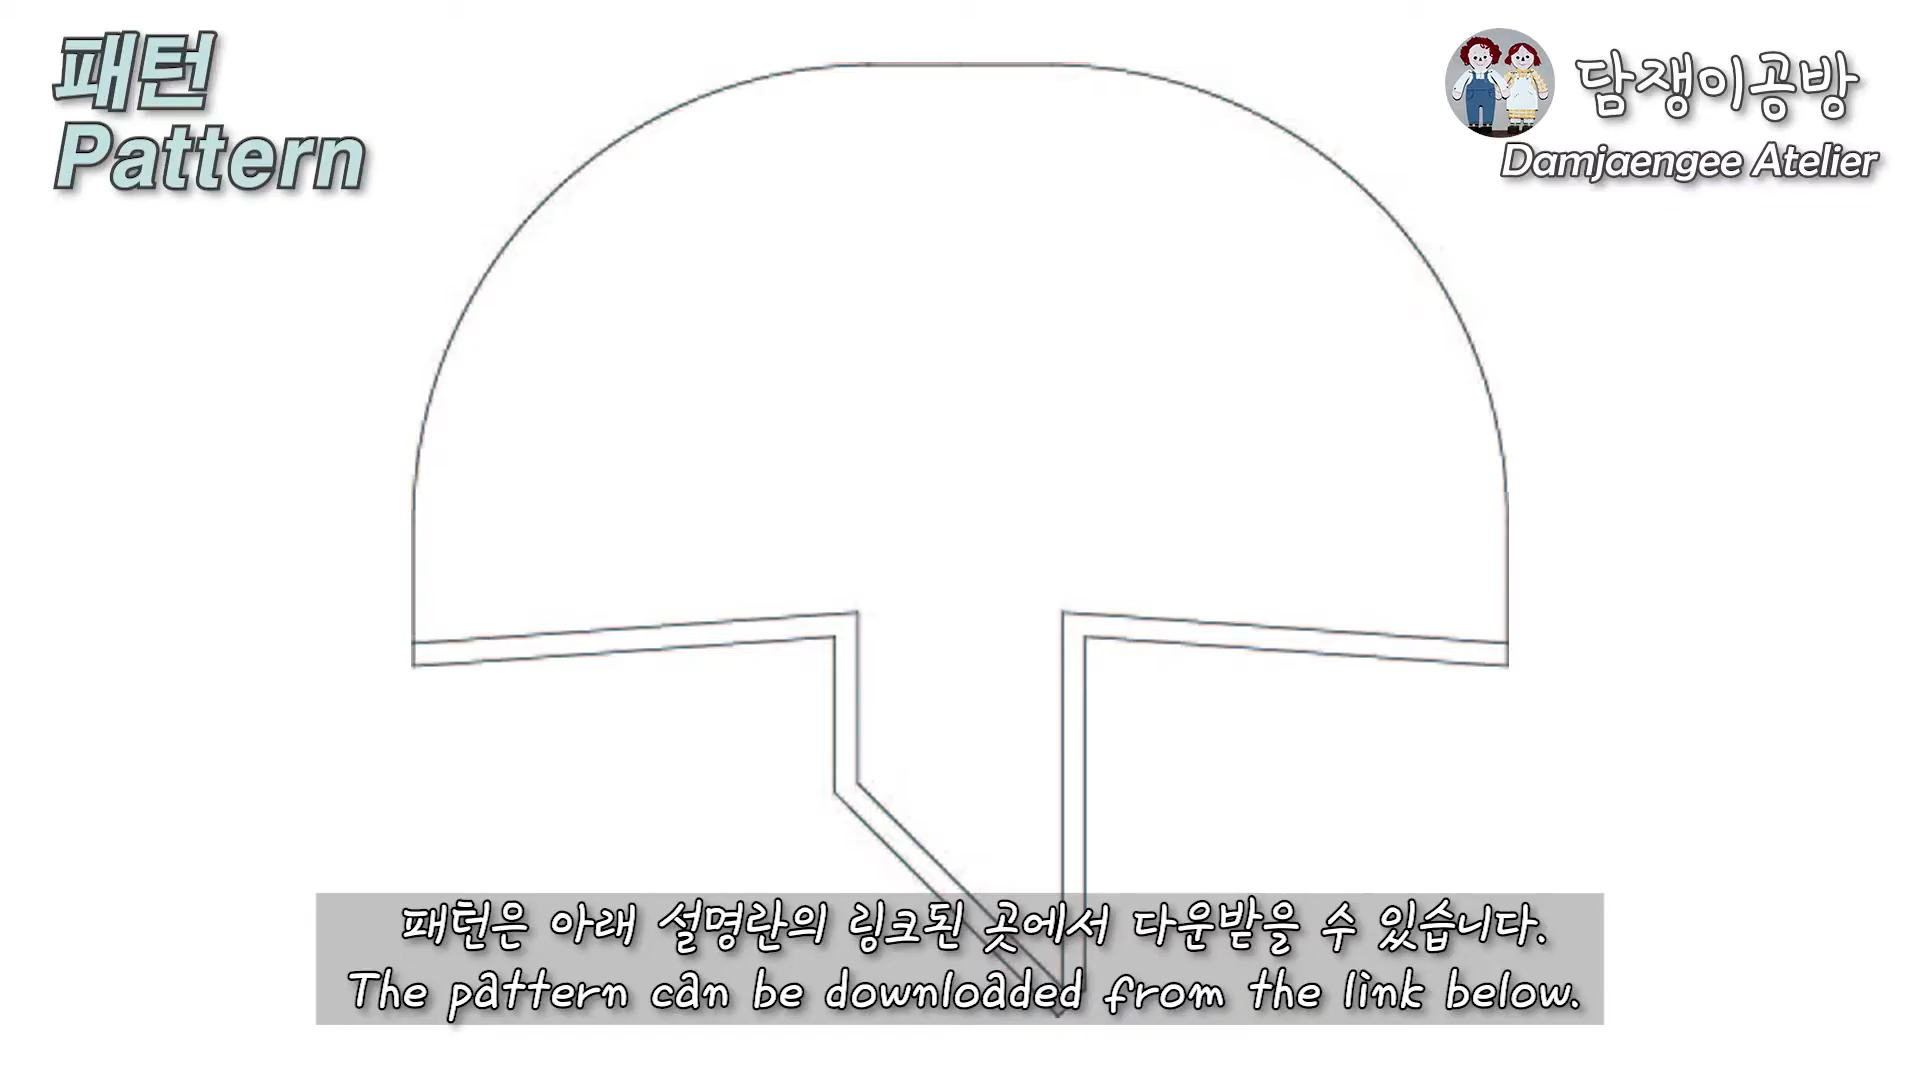 패턴
Pattern
담쟁이공방
Damjaengee Atelier
패턴은 아래 설명란의 링크된 곳에서 다운받을 수 있습니다.
The pattern can be downloaded from the link below.